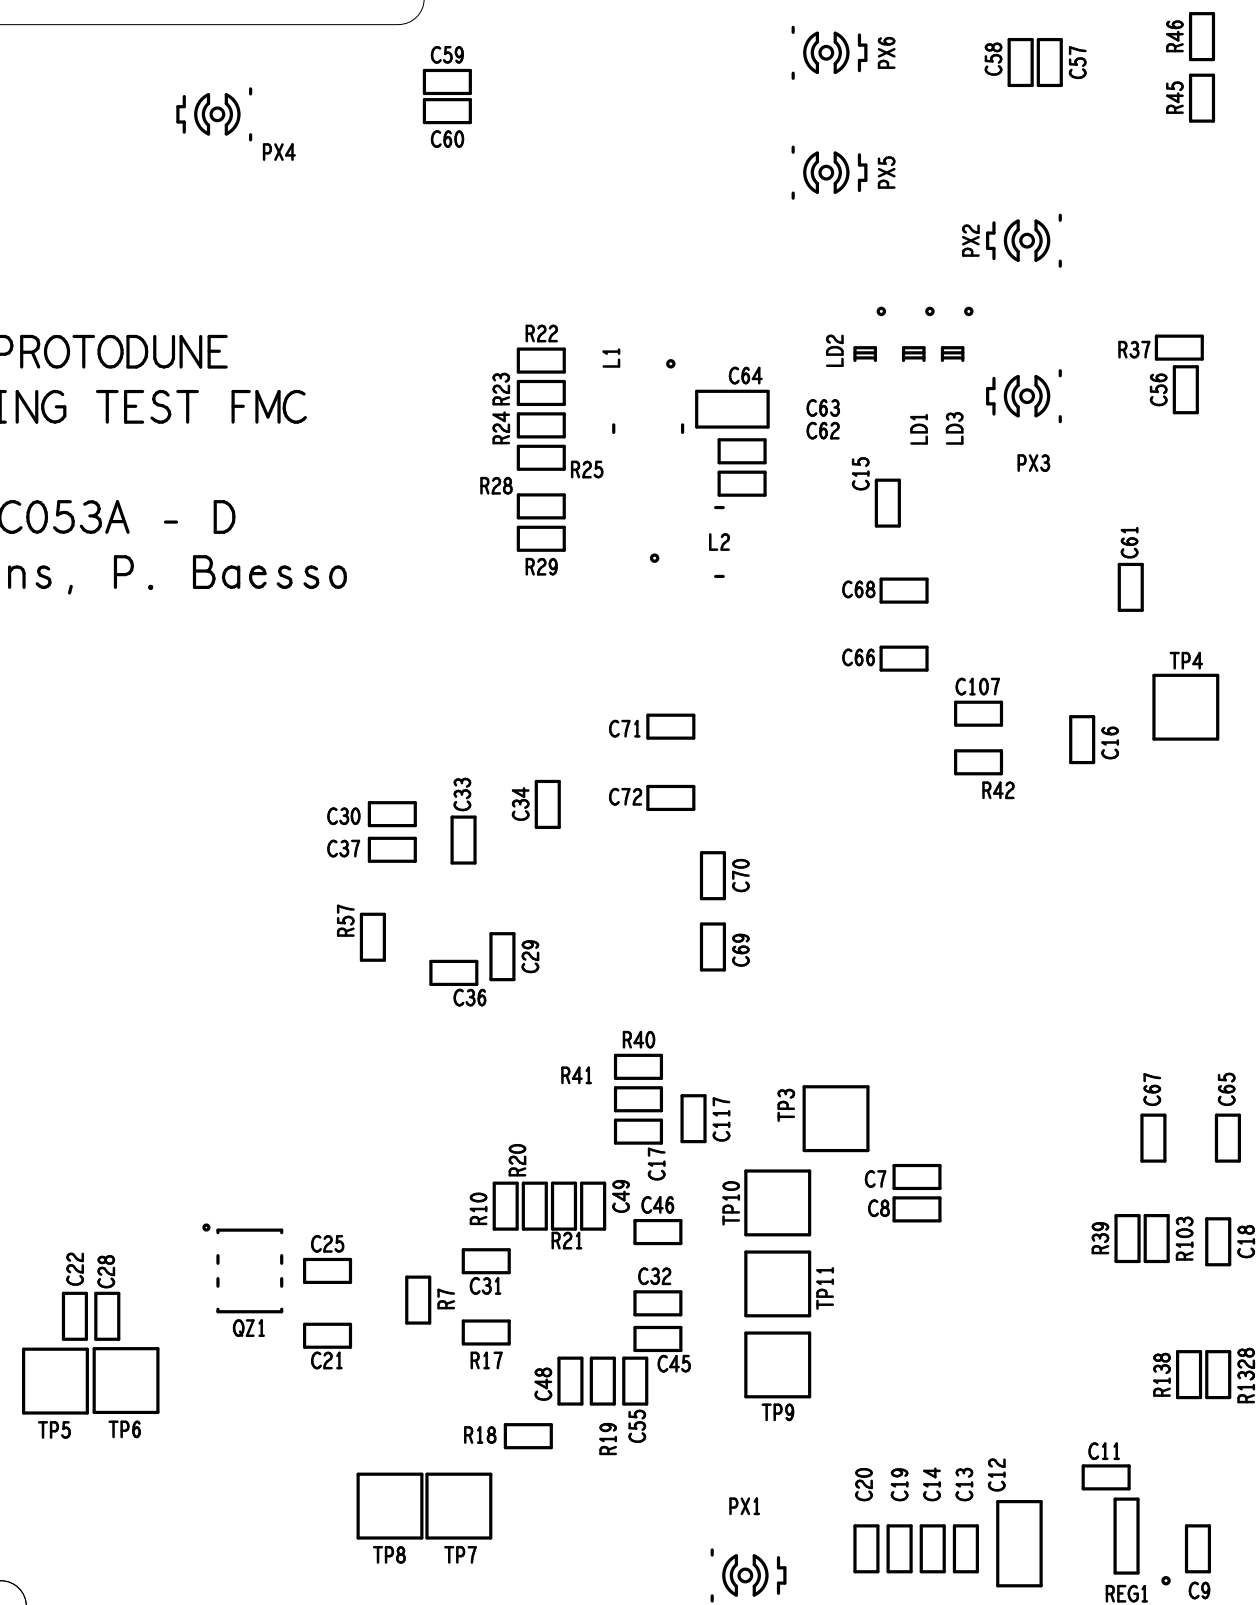 C59
C60
PX4
PX6
C58
C57
R46
R45
PX5
PX2
PROTODUNE
ING TEST FMC
C053A - D
ns, P. Baesso
R22
R23
R24
R25
R28
R29
L1
C64
C63
C62
L2
LD2
LD1
LD3
PX3
R37
C56
C15
C61
C68
C66
TP4
C107
C16
R42
C71
C72
C30
C37
C33
C34
C70
C69
R57
C29
C36
R40
R41
C117
C17
TP3
C67
C65
R20
R10
R21
C49
C46
TP10
C7
C8
R39
R103
C18
C22
C28
QZ1
C25
C21
C31
R7
R17
C32
C45
TP11
TP9
TP5
TP6
C48
R19
C55
R18
R138
R1328
TP8
TP7
PX1
C20
C19
C14
C13
C12
C11
REG1
C9